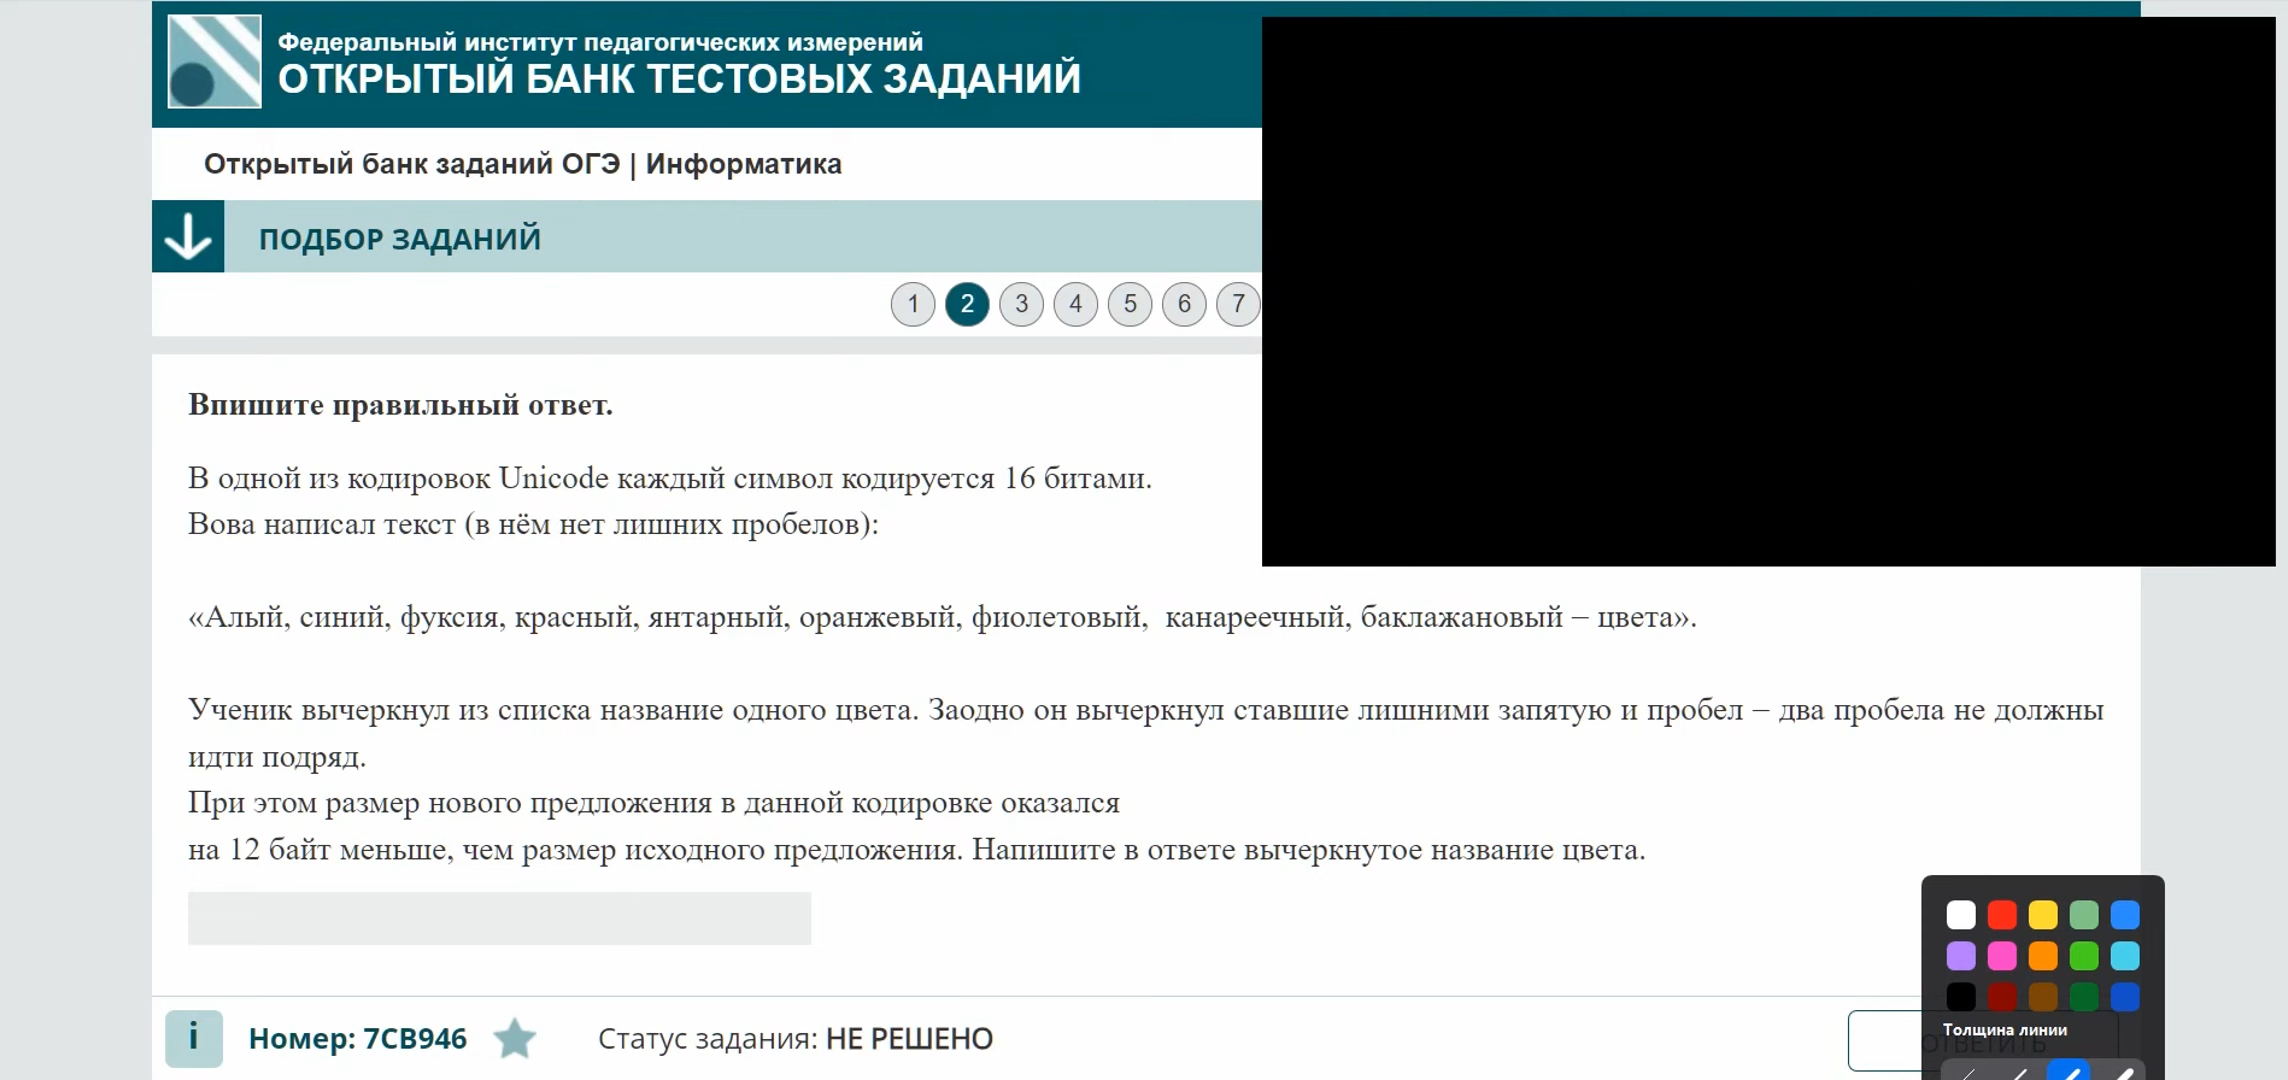 Федеральный институт педагогических измерений
ОТКРЫТЫЙ БАНК ТЕСТОВЫХ ЗАДАНИЙ
Открытый банк заданий ОГЭ | Информатика
ПОДБОР ЗАДАНИЙ
1 2 3 4 5 6 7
Впишите правильный ответ.
В одной из кодировок Unicode каждый символ кодируется 16 битами.
Вова написал текст (в нём нет лишних пробелов):
«Алый, синий, фуксия, красный, янтарный, оранжевый, фиолетовый,  канареечный, баклажановый – цвета».
Ученик вычеркнул из списка название одного цвета. Заодно он вычеркнул ставшие лишними запятую и пробел – два пробела не должны
идти подряд.
При этом размер нового предложения в данной кодировке оказался
на 12 байт меньше, чем размер исходного предложения. Напишите в ответе вычеркнутое название цвета.
i Номер: 7CB946 Статус задания: НЕ РЕШЕНО
Толщина линии
ОТВЕТИТЬ